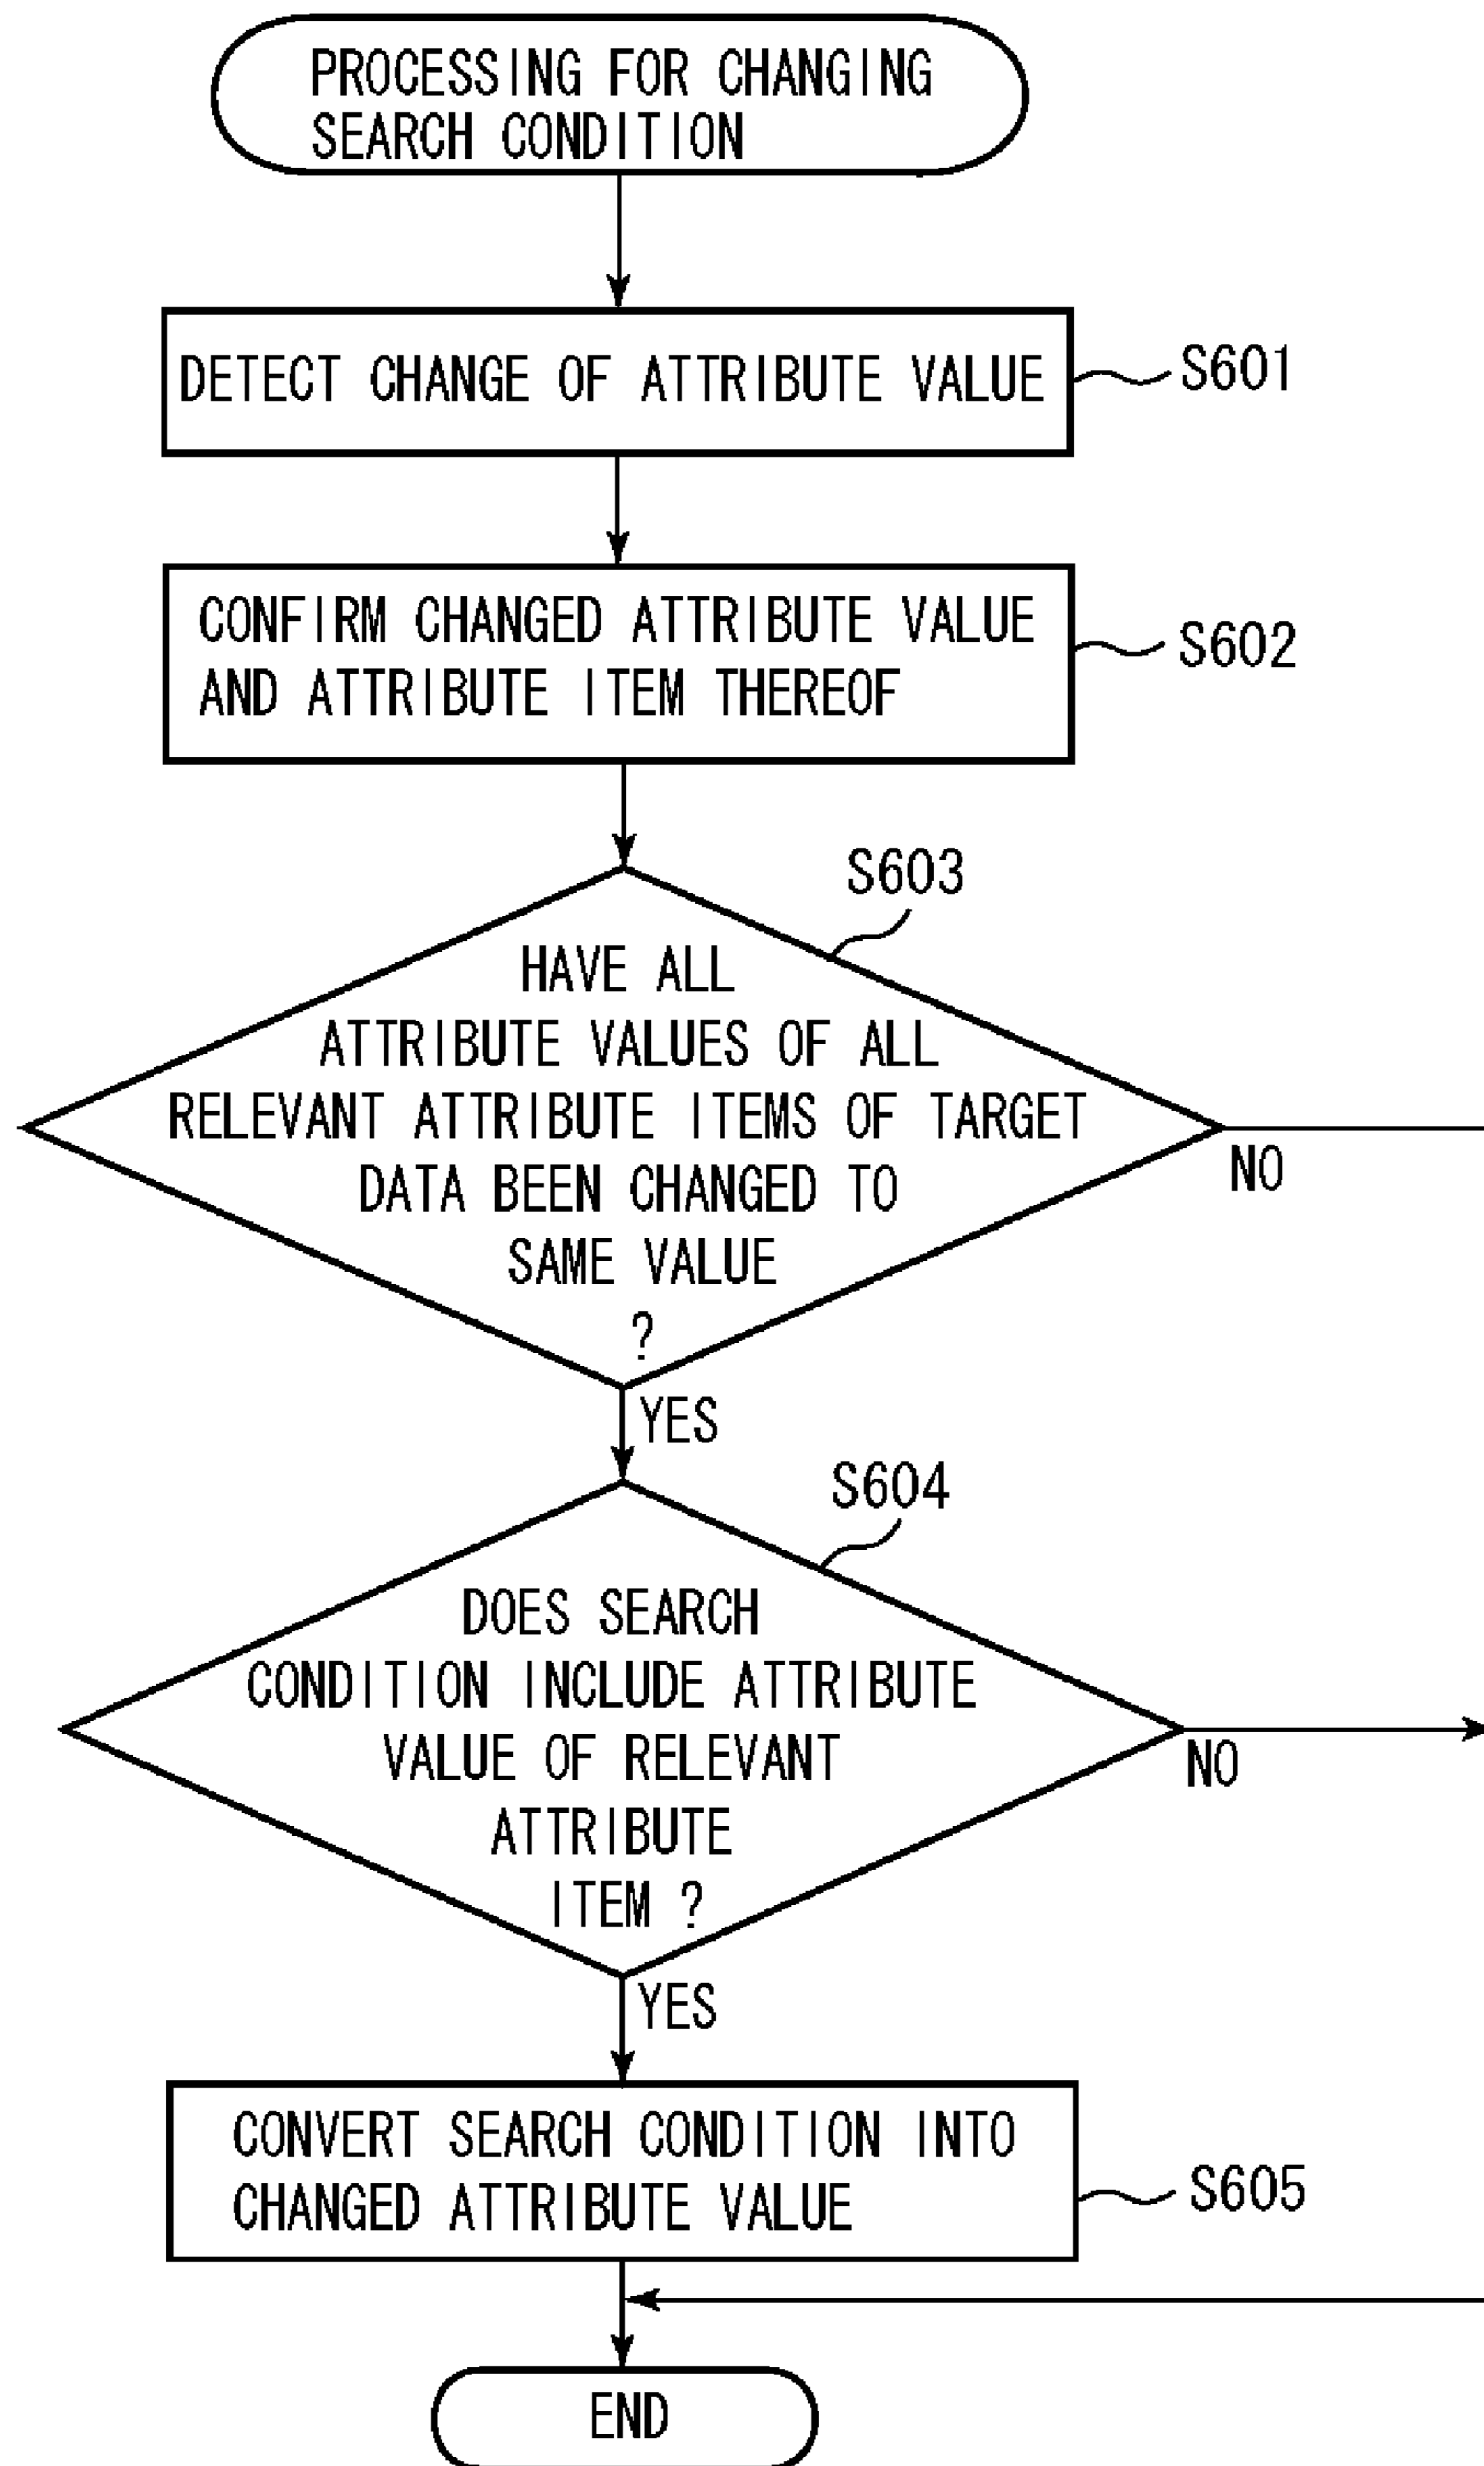 PROCESSING FOR CHANGING
SEARCH CONDITION
DETECT CHANGE OF ATTRIBUTE VALUE
S601
CONFIRM CHANGED ATTRIBUTE VALUE
AND ATTRIBUTE ITEM THEREOF
S602
S603
HAVE ALL
ATTRIBUTE VALUES OF ALL
RELEVANT ATTRIBUTE ITEMS OF TARGET
DATA BEEN CHANGED TO
SAME VALUE
?
NO
YES
S604
DOES SEARCH
CONDITION INCLUDE ATTRIBUTE
VALUE OF RELEVANT
ATTRIBUTE
ITEM ?
NO
YES
CONVERT SEARCH CONDITION INTO
CHANGED ATTRIBUTE VALUE
S605
END